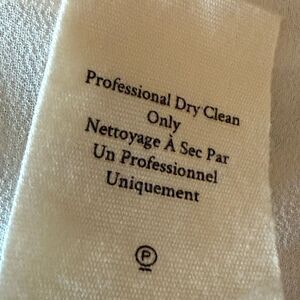 Professional Dry Clean
Only
Nettoyage À Sec Par
Un Professionnel
Uniquement
P